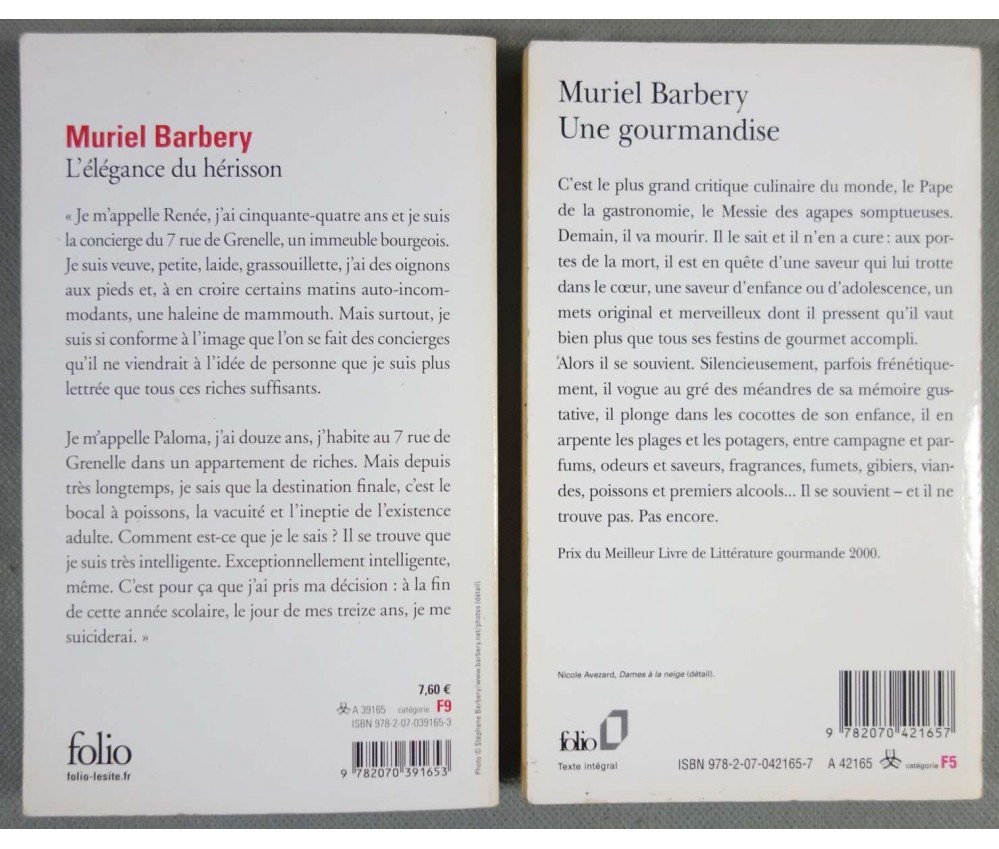 Muriel Barbery
L'élégance du hérisson
« Je m'appelle Renée, j'ai cinquante-quatre ans et je suis
la concierge du 7 rue de Grenelle, un immeuble bourgeois.
Je suis veuve, petite, laide, grassouillette, j'ai des oignons
aux pieds et, à en croire certains matins auto-incom-
modants, une haleine de mammouth. Mais surtout, je
suis si conforme à l'image que l'on se fait des concierges
qu'il ne viendrait à l'idée de personne que je suis plus
lettrée que tous ces riches suffisants.
Je m'appelle Paloma, j'ai douze ans, j'habite au 7 rue de
Grenelle dans un appartement de riches. Mais depuis
très longtemps, je sais que la destination finale, c'est le
bocal à poissons, la vacuité et l'ineptie de l'existence
adulte. Comment est-ce que je le sais ? Il se trouve que
je suis très intelligente. Exceptionnellement intelligente,
même. C'est pour ça que j'ai pris ma décision : à la fin
de cette année scolaire, le jour de mes treize ans, je me
suiciderai. »
7,60 €
A 39165 catégorie F9
ISBN 978-2-07-039165-3
folio
folio-lesite.fr
9 782070 391653
Photo © Stéphane Barbery/www.barbery.net/photos (détail)
Muriel Barbery
Une gourmandise
C'est le plus grand critique culinaire du monde, le Pape
de la gastronomie, le Messie des agapes somptueuses.
Demain, il va mourir. Il le sait et il n'en a cure : aux por-
tes de la mort, il est en quête d'une saveur qui lui trotte
dans le cœur, une saveur d'enfance ou d'adolescence, un
mets original et merveilleux dont il pressent qu'il vaut
bien plus que tous ses festins de gourmet accompli.
Alors il se souvient. Silencieusement, parfois frénétique-
ment, il vogue au gré des méandres de sa mémoire gus-
tative, il plonge dans les cocottes de son enfance, il en
arpente les plages et les potagers, entre campagne et par-
fums, odeurs et saveurs, fragrances, fumets, gibiers, vian-
des, poissons et premiers alcools... Il se souvient – et il ne
trouve pas. Pas encore.
Prix du Meilleur Livre de Littérature gourmande 2000.
Nicole Avezard, Dames à la neige (détail).
9 782070 421657
folio
Texte intégral
ISBN 978-2-07-042165-7 A 42165 catégorie F5